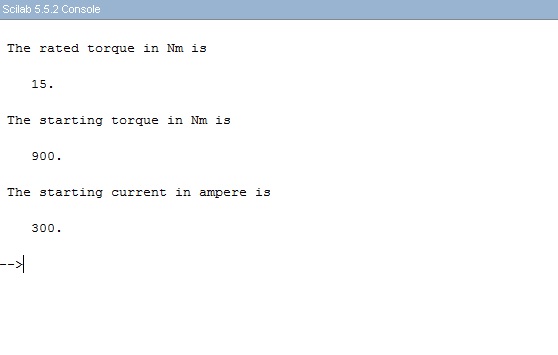 Scilab 5.5.2 Console
The rated torque in Nm is
15.
The starting torque in Nm is
900.
The starting current in ampere is
300.
-->